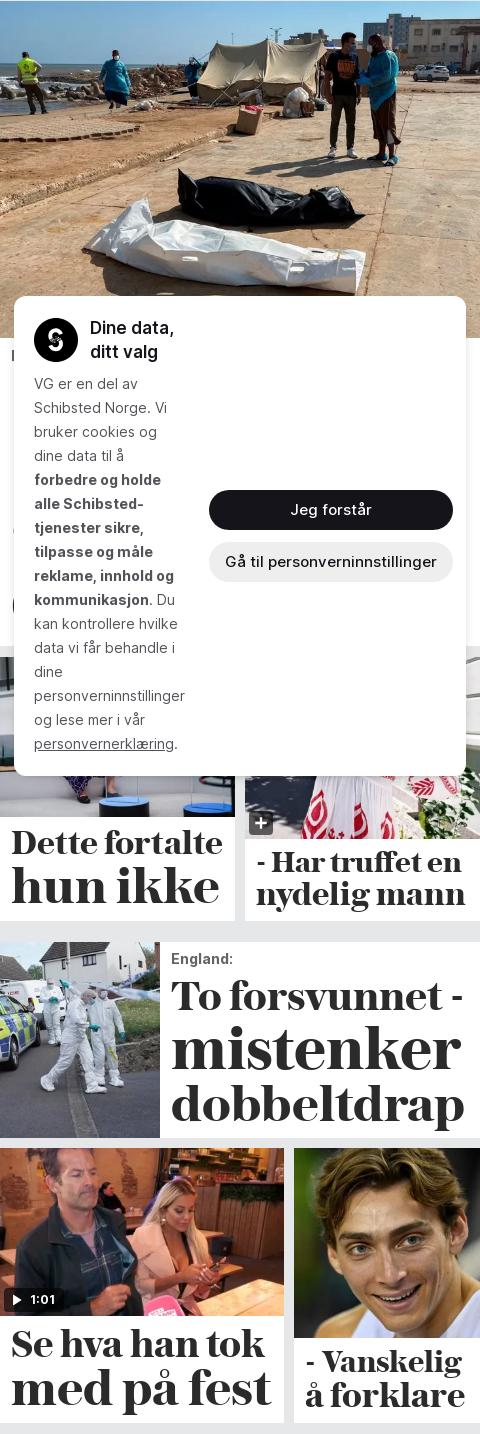 Dine data,
ditt valg
VG er en del av
Schibsted Norge. Vi
bruker cookies og
dine data til å
forbedre og holde
alle Schibsted-
tjenester sikre,
tilpasse og måle
reklame, innhold og
kommunikasjon. Du
kan kontrollere hvilke
data vi får behandle i
dine
personverninnstillinger
og lese mer i vår
personvernerklæring.
Jeg forstår
Gå til personverninnstillinger
Dette fortalte
hun ikke
- Har truffet en
nydelig mann
England:
To forsvunnet -
mistenker
dobbeltdrap
1:01
Se hva han tok
med på fest
- Vanskelig
å forklare